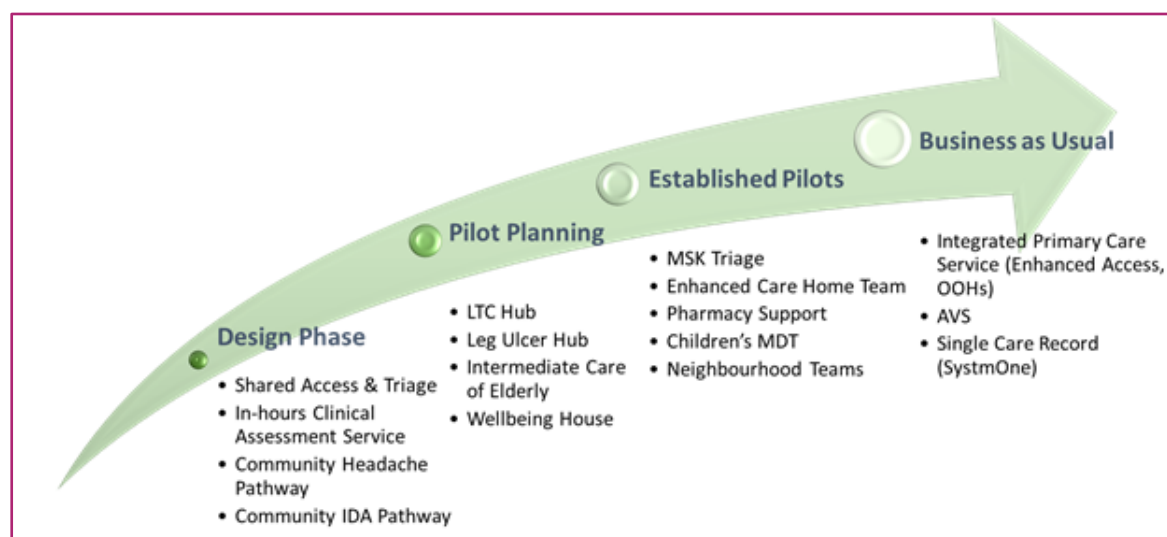 Design Phase
• Shared Access & Triage
• In-hours Clinical
Assessment Service
• Community Headache
Pathway
• Community IDA Pathway
Pilot Planning
• LTC Hub
• Leg Ulcer Hub
• Intermediate Care
of Elderly
• Wellbeing House
Established Pilots
• MSK Triage
• Enhanced Care Home Team
• Pharmacy Support
• Children's MDT
• Neighbourhood Teams
Business as Usual
• Integrated Primary Care
Service (Enhanced Access,
OOHs)
• AVS
• Single Care Record
(SystmOne)